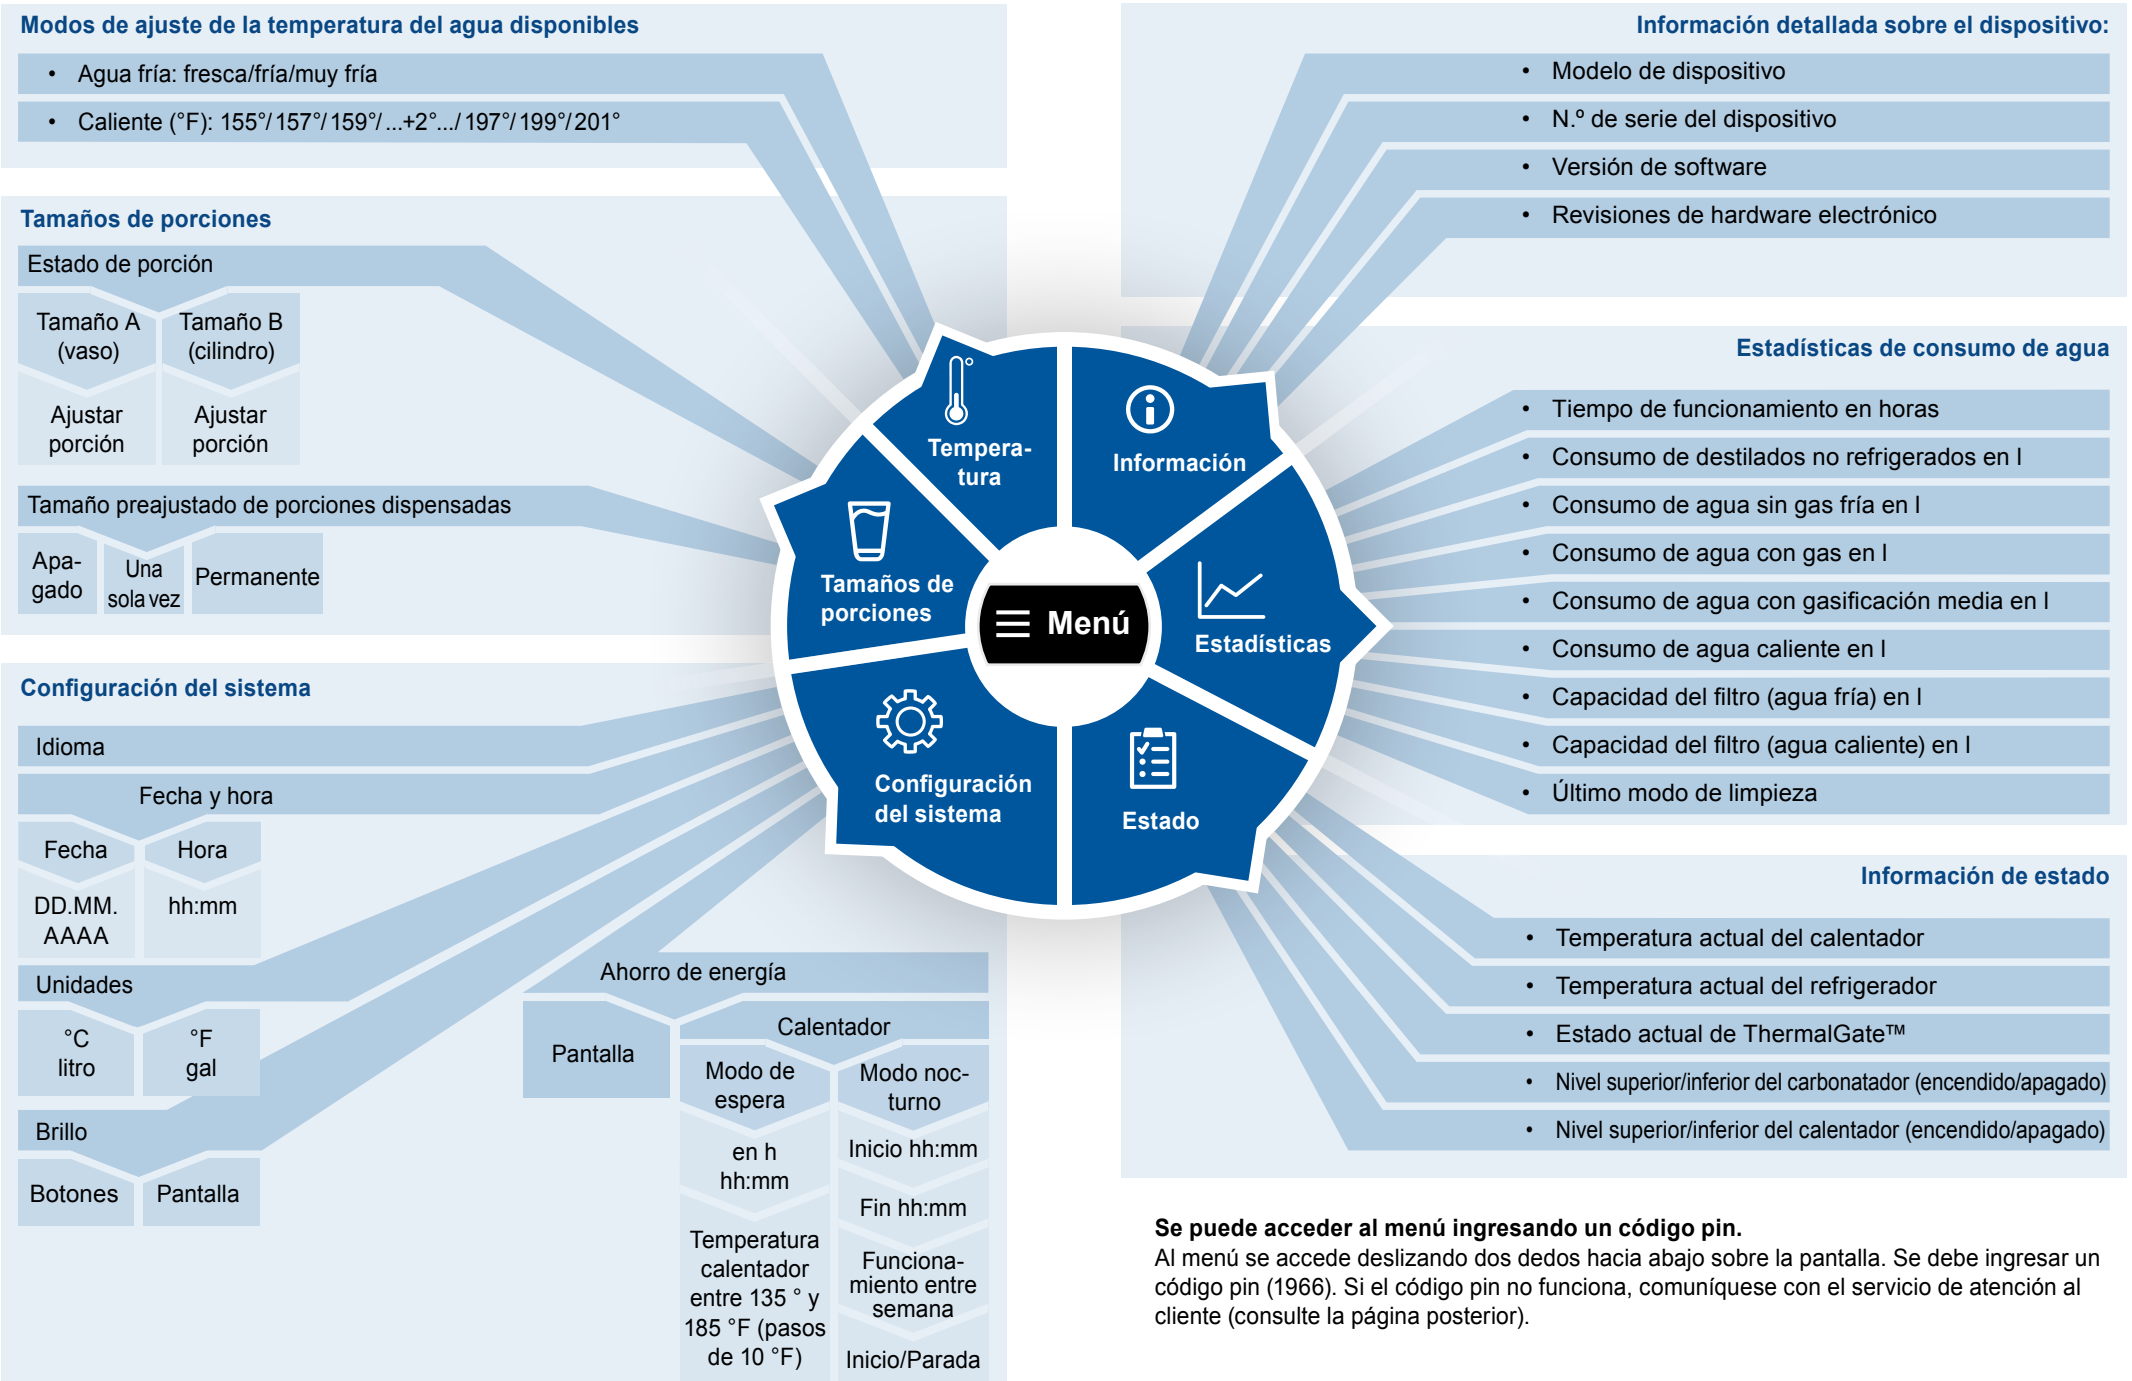 Modos de ajuste de la temperatura del agua disponibles
• Agua fría: fresca/fría/muy fría
• Caliente (°F): 155°/157°/159°/...+2°.../197°/199°/201°
Tamaños de porciones
Estado de porción
Tamaño A
(vaso)
Tamaño B
(cilindro)
Ajustar
porción
Ajustar
porción
Tamaño preajustado de porciones dispensadas
Apa-
gado
Una
sola vez
Permanente
Configuración del sistema
Idioma
Fecha y hora
Fecha
Hora
DD.MM.
AAAA
hh:mm
Unidades
°C
litro
°F
gal
Brillo
Botones
Pantalla
Ahorro de energía
Pantalla
Calentador
Modo de
espera
en h
hh:mm
Temperatura
calentador
entre 135 ° y
185 °F (pasos
de 10 °F)
Modo noc-
turno
Inicio hh:mm
Fin hh:mm
Funciona-
miento entre
semana
Inicio/Parada
Tempera-
tura
Información
Tamaños de
porciones
Menú
Estadísticas
Configuración
del sistema
Estado
Información detallada sobre el dispositivo:
• Modelo de dispositivo
• N.º de serie del dispositivo
• Versión de software
• Revisiones de hardware electrónico
Estadísticas de consumo de agua
• Tiempo de funcionamiento en horas
• Consumo de destilados no refrigerados en l
• Consumo de agua sin gas fría en l
• Consumo de agua con gas en l
• Consumo de agua con gasificación media en l
• Consumo de agua caliente en l
• Capacidad del filtro (agua fría) en l
• Capacidad del filtro (agua caliente) en l
• Último modo de limpieza
Información de estado
• Temperatura actual del calentador
• Temperatura actual del refrigerador
• Estado actual de ThermalGate™
• Nivel superior/inferior del carbonatador (encendido/apagado)
• Nivel superior/inferior del calentador (encendido/apagado)
Se puede acceder al menú ingresando un código pin.
Al menú se accede deslizando dos dedos hacia abajo sobre la pantalla. Se debe ingresar un
código pin (1966). Si el código pin no funciona, comuníquese con el servicio de atención al
cliente (consulte la página posterior).